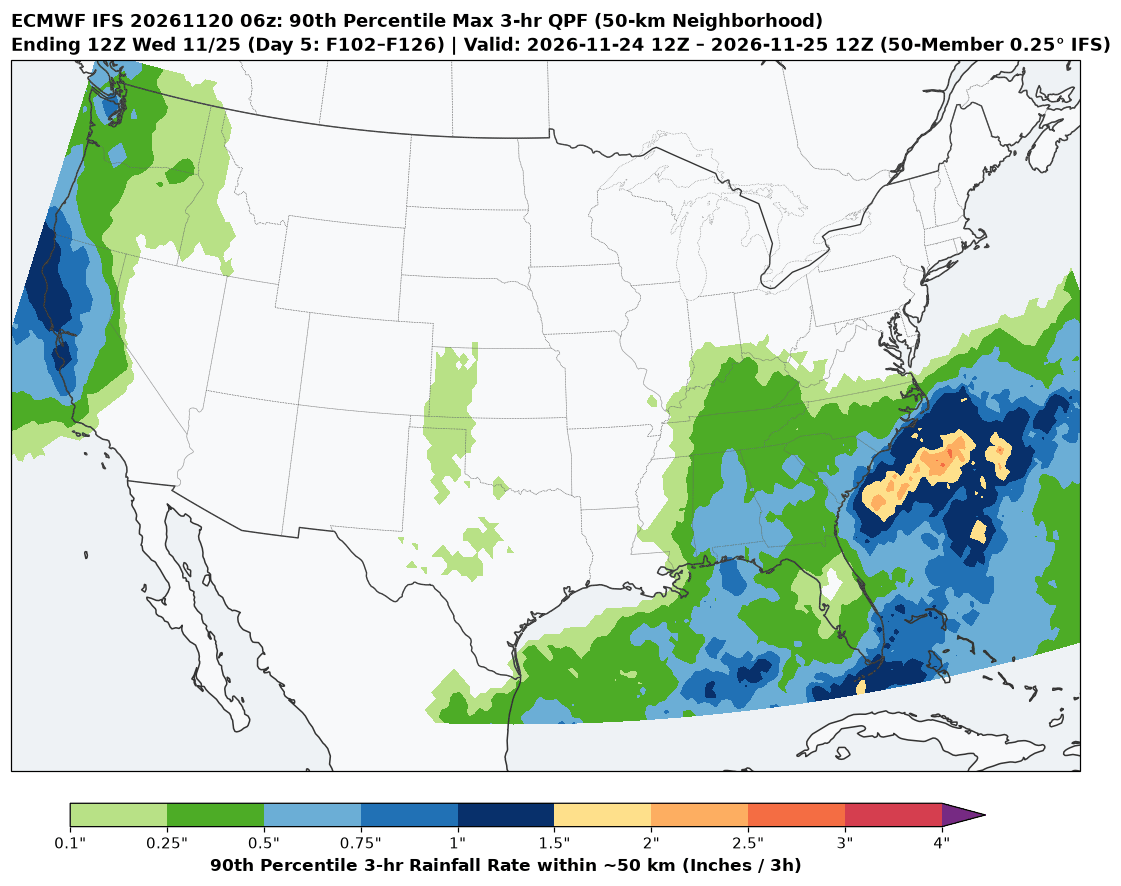 ECMWF IFS 20261120 06z: 90th Percentile Max 3-hr QPF (50-km Neighborhood)
Ending 12Z Wed 11/25 (Day 5: F102–F126) | Valid: 2026-11-24 12Z – 2026-11-25 12Z (50-Member 0.25° IFS)
0.1" 0.25" 0.5" 0.75" 1" 1.5" 2" 2.5" 3" 4"
90th Percentile 3-hr Rainfall Rate within ~50 km (Inches / 3h)